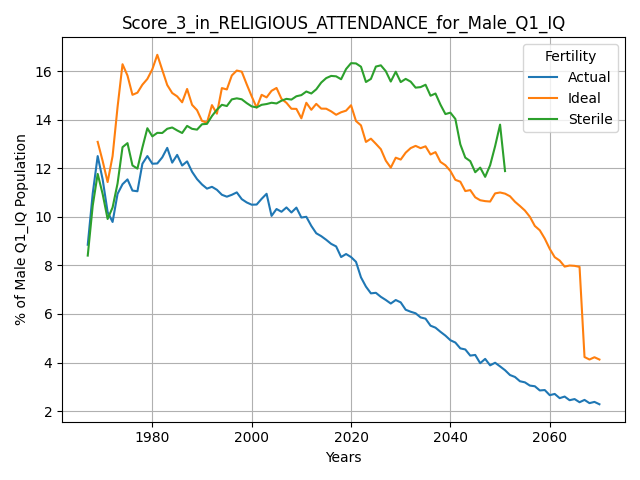 Score_3_in_RELIGIOUS_ATTENDANCE_for_Male_Q1_IQ
Fertility
Actual
Ideal
Sterile
% of Male Q1_IQ Population
16
14
12
10
8
6
4
2
1980
2000
2020
2040
2060
Years